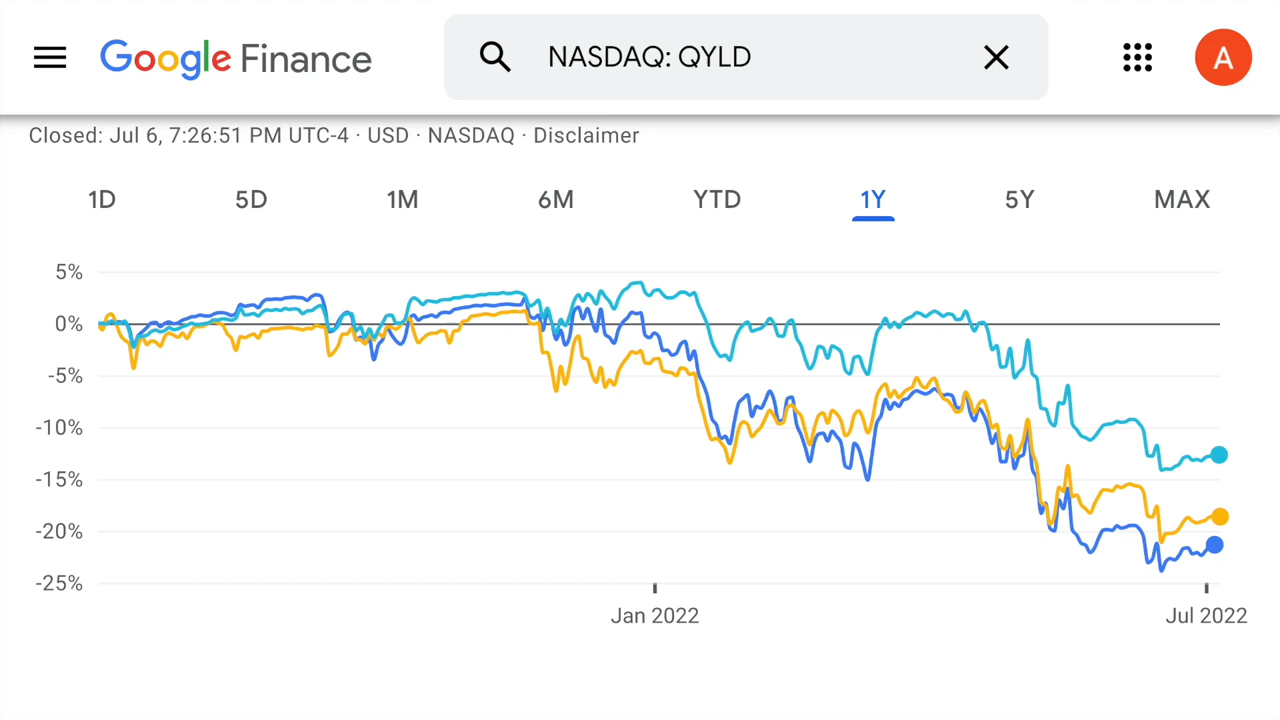 Google Finance
NASDAQ: QYLD
A
Closed: Jul 6, 7:26:51 PM UTC-4 · USD · NASDAQ · Disclaimer
1D 5D 1M 6M YTD 1Y 5Y MAX
5%
0%
-5%
-10%
-15%
-20%
-25%
Jan 2022 Jul 2022